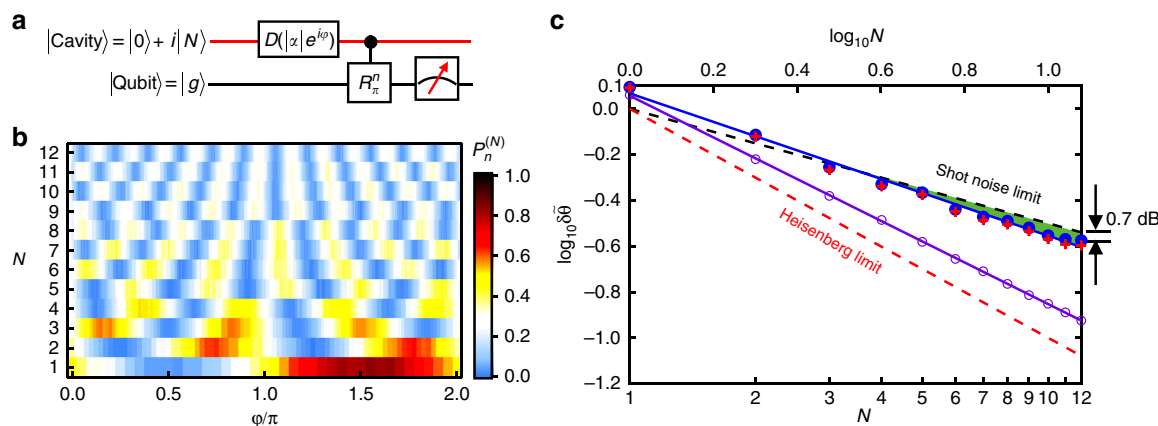 a
|Cavity⟩ = |0⟩ + i|N⟩
D(|α|e^{iφ})
|Qubit⟩ = |g⟩
R_π^n
b
P_n^{(N)}
12
11
10
9
8
7
6
5
4
3
2
1
N
0.0 0.5 1.0 1.5 2.0
φ/π
1.0
0.8
0.6
0.4
0.2
0.0
c
log₁₀N
0.0 0.2 0.4 0.6 0.8 1.0
0.1
0.0
−0.2
−0.4
−0.6
−0.8
−1.0
−1.2
log₁₀δθ̃
Shot noise limit
Heisenberg limit
0.7 dB
1 2 3 4 5 6 7 8 9 10 12
N